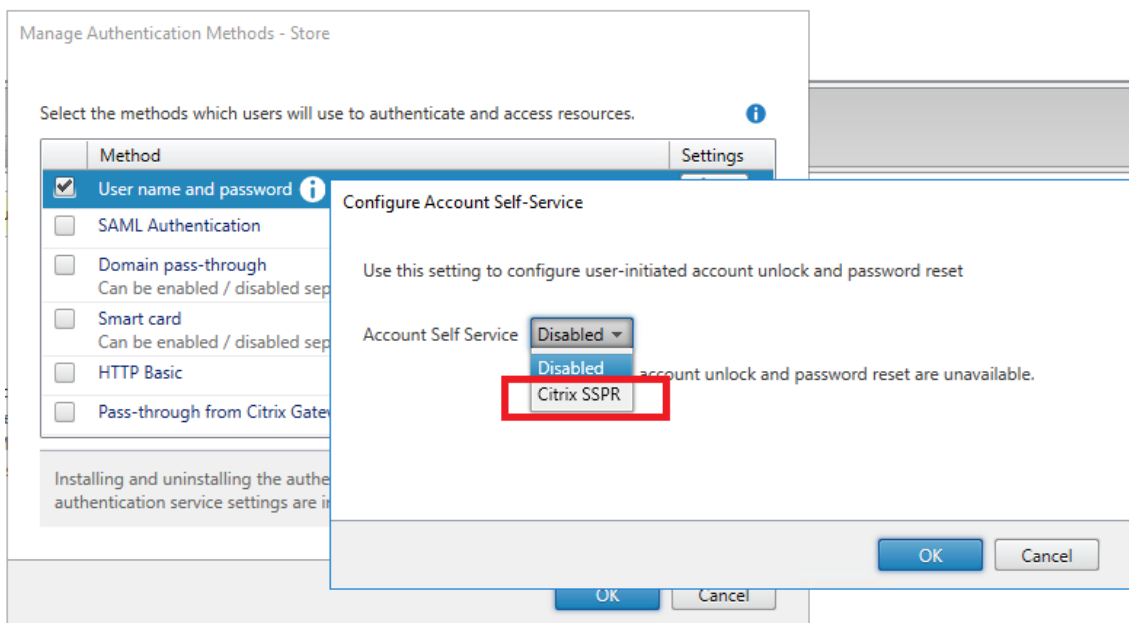 Manage Authentication Methods - Store
Select the methods which users will use to authenticate and access resources.
Method Settings
User name and password
SAML Authentication
Domain pass-through
Can be enabled / disabled
Smart card
Can be enabled / disabled
HTTP Basic
Pass-through from Citrix
Installing and uninstalling the
authentication service settings are
OK Cancel
Configure Account Self-Service
Use this setting to configure user-initiated account unlock and password reset
Account Self Service Disabled
Disabled
account unlock and password reset are unavailable.
Citrix SSPR
OK Cancel